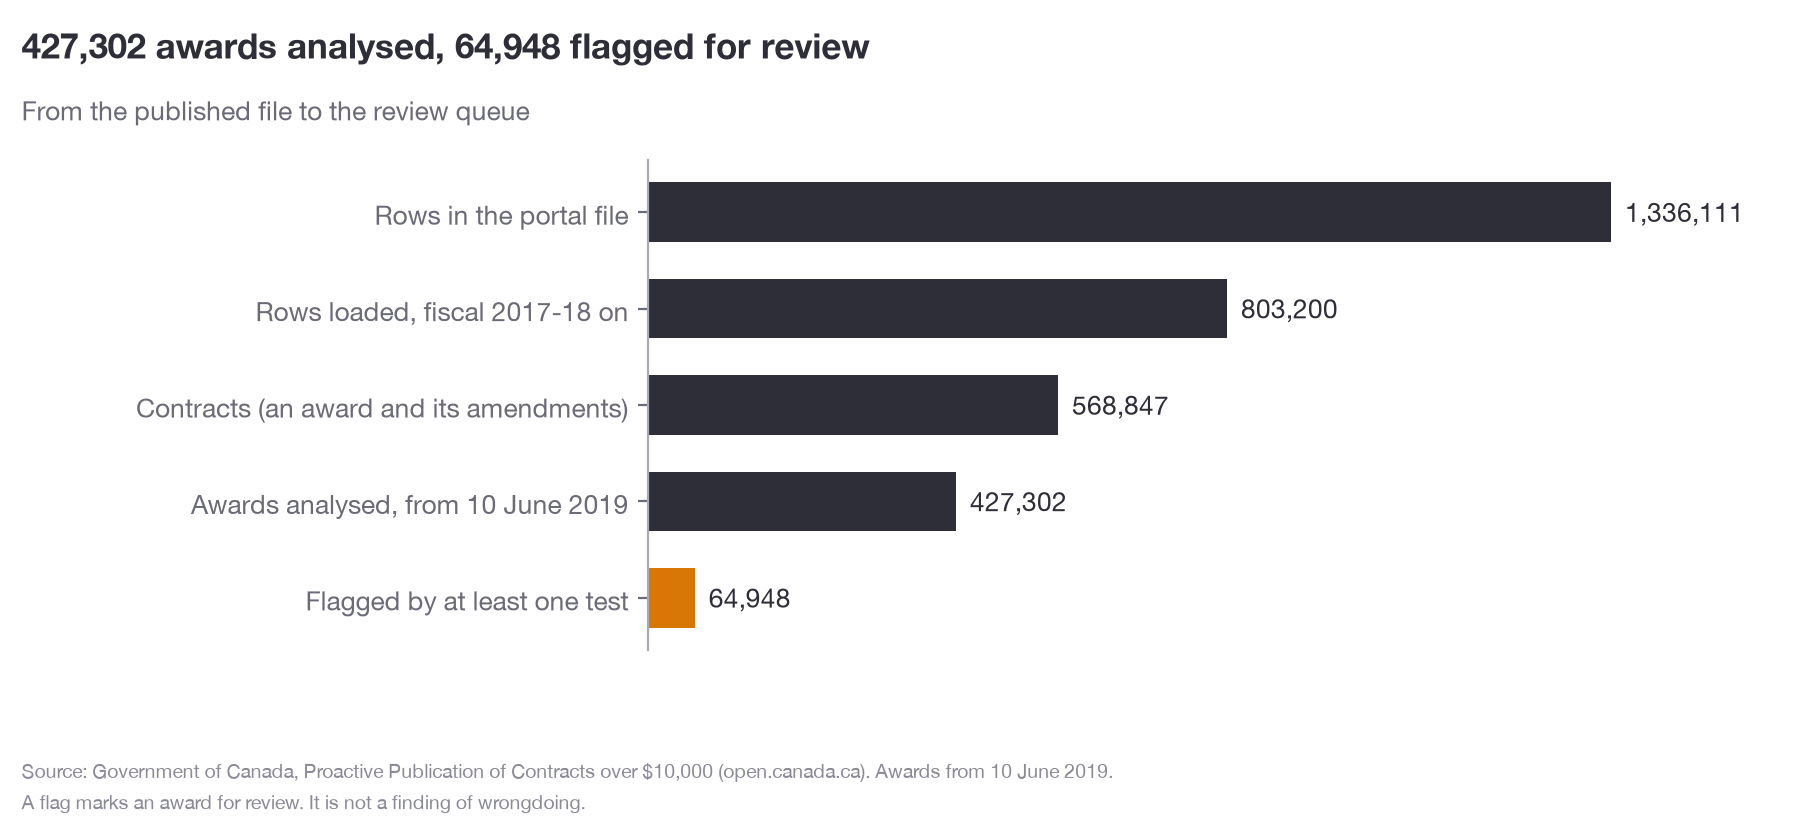 427,302 awards analysed, 64,948 flagged for review
From the published file to the review queue
Rows in the portal file 1,336,111
Rows loaded, fiscal 2017-18 on 803,200
Contracts (an award and its amendments) 568,847
Awards analysed, from 10 June 2019 427,302
Flagged by at least one test 64,948
Source: Government of Canada, Proactive Publication of Contracts over $10,000 (open.canada.ca). Awards from 10 June 2019.
A flag marks an award for review. It is not a finding of wrongdoing.